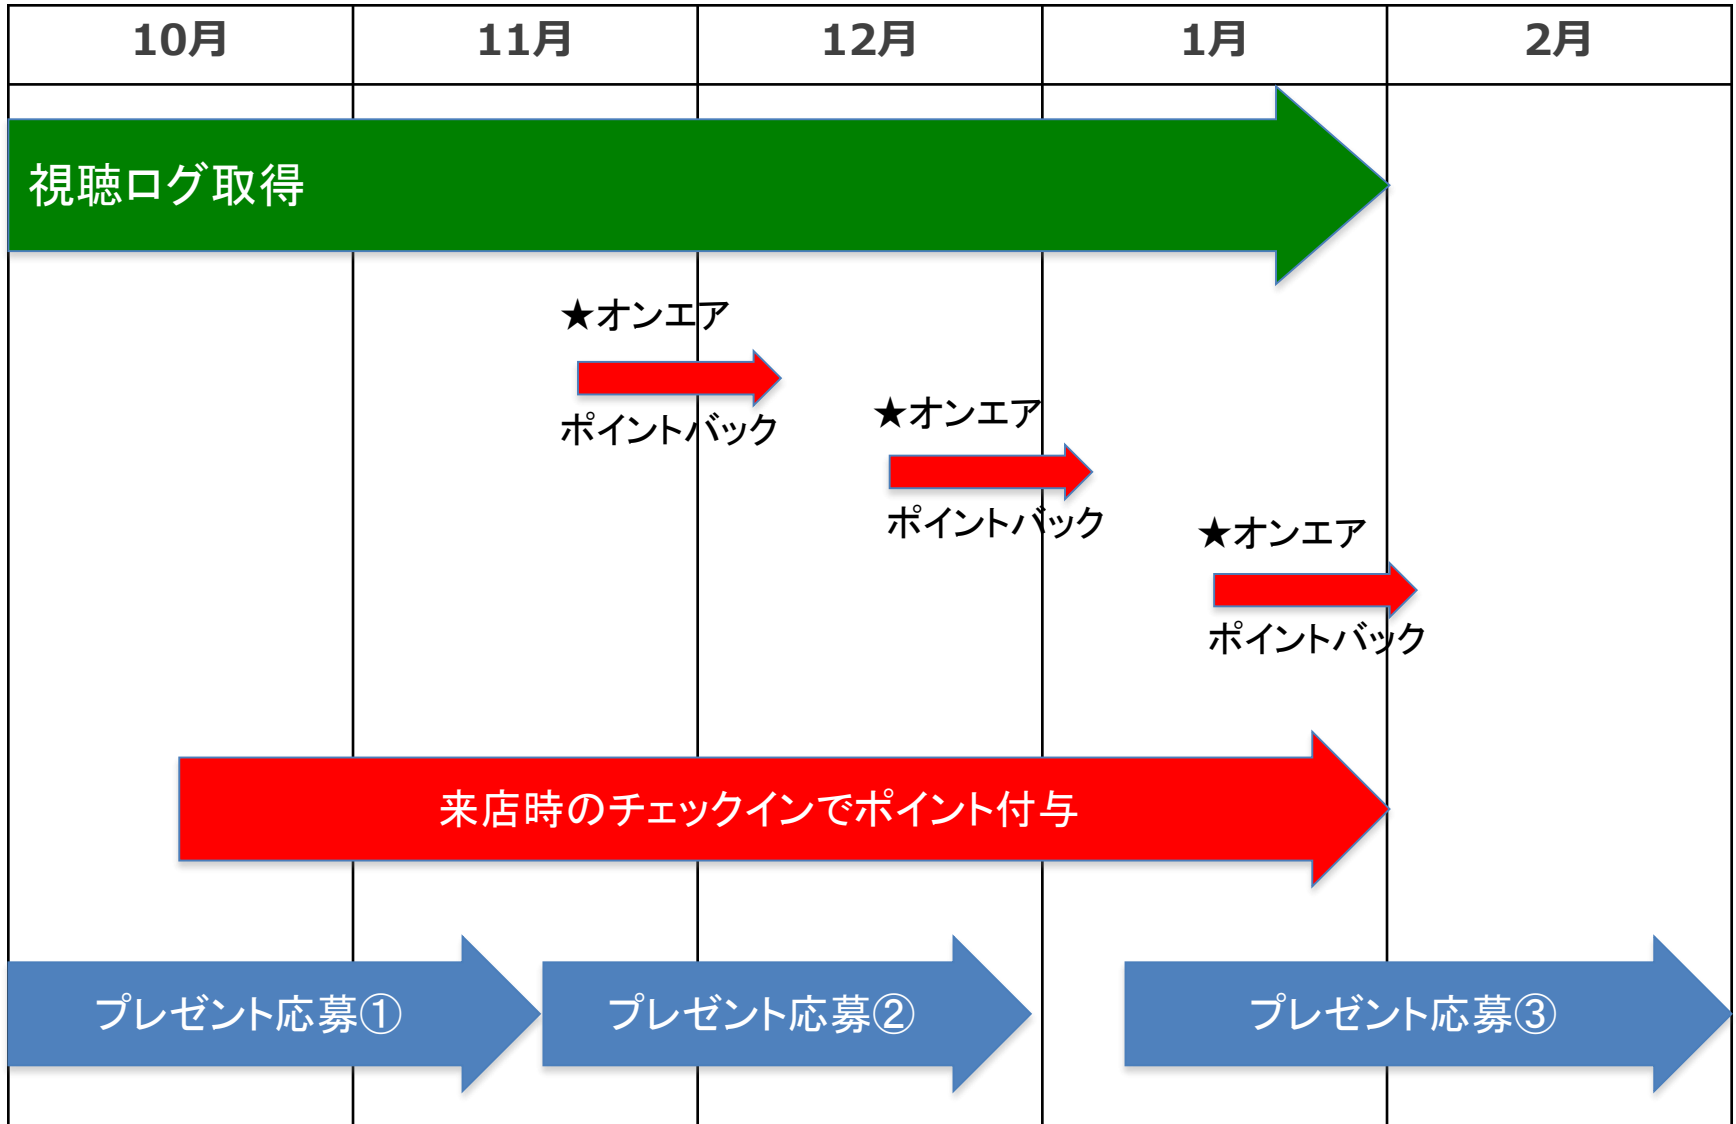 10月
11月
12月
1月
2月
視聴ログ取得
★オンエア
ポイントバック
★オンエア
ポイントバック
★オンエア
ポイントバック
来店時のチェックインでポイント付与
プレゼント応募①
プレゼント応募②
プレゼント応募③